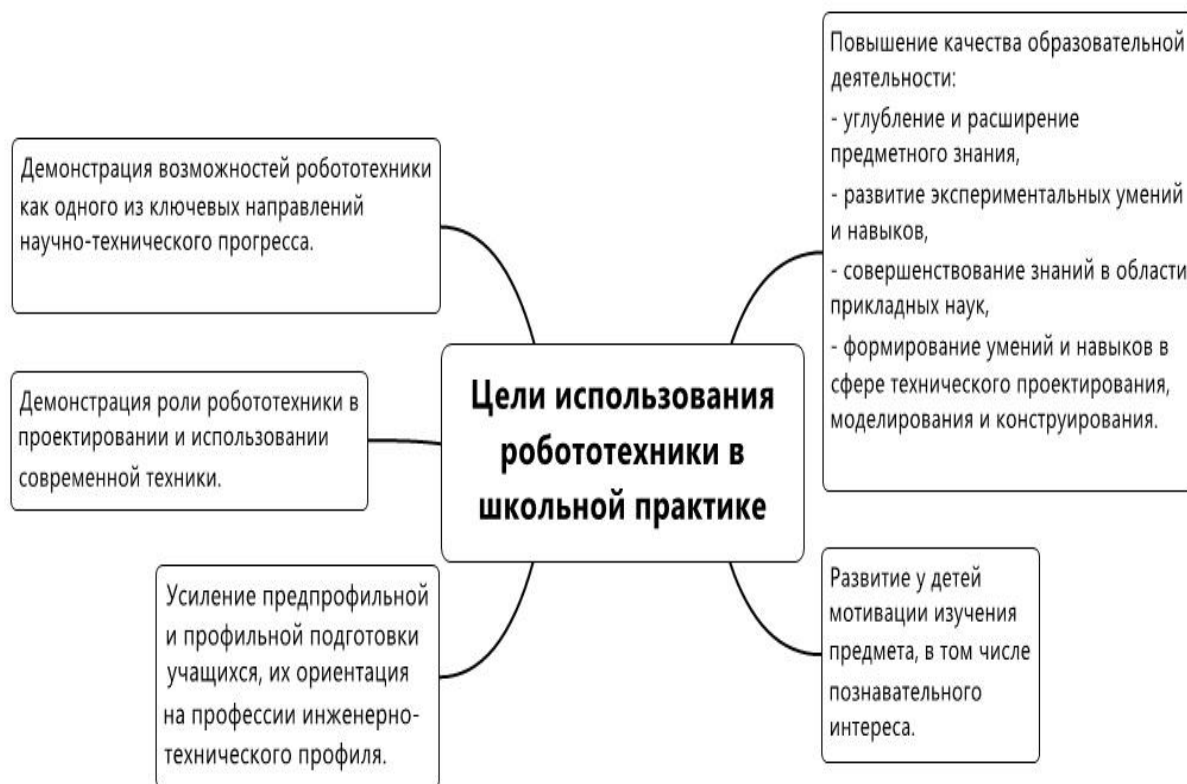 Цели использования
робототехники в
школьной практике
Демонстрация возможностей робототехники
как одного из ключевых направлений
научно-технического прогресса.
Демонстрация роли робототехники в
проектировании и использовании
современной техники.
Усиление предпрофильной
и профильной подготовки
учащихся, их ориентация
на профессии инженерно-
технического профиля.
Повышение качества образовательной
деятельности:
- углубление и расширение
предметного знания,
- развитие экспериментальных умений
и навыков,
- совершенствование знаний в области
прикладных наук,
- формирование умений и навыков в
сфере технического проектирования,
моделирования и конструирования.
Развитие у детей
мотивации изучения
предмета, в том числе
познавательного
интереса.